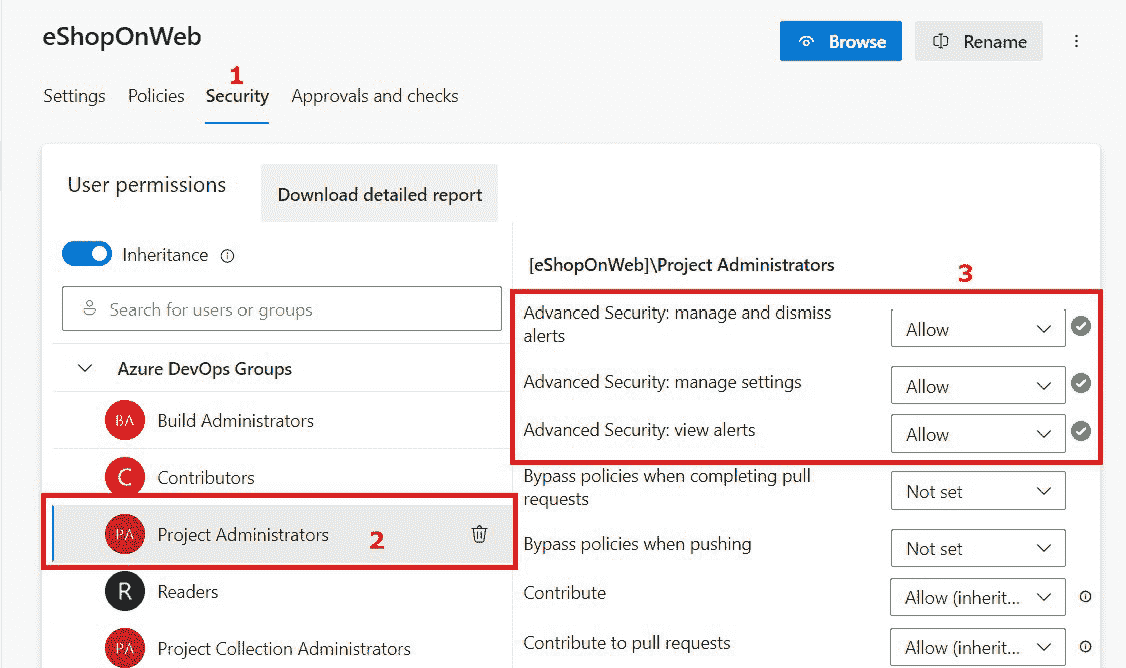 eShopOnWeb
Browse
Rename
1
Settings
Policies
Security
Approvals and checks
User permissions
Download detailed report
Inheritance
Search for users or groups
Azure DevOps Groups
BA
Build Administrators
C
Contributors
PA
Project Administrators
2
R
Readers
PA
Project Collection Administrators
[eShopOnWeb]\Project Administrators
3
Advanced Security: manage and dismiss
alerts
Allow
Advanced Security: manage settings
Allow
Advanced Security: view alerts
Allow
Bypass policies when completing pull
requests
Not set
Bypass policies when pushing
Not set
Contribute
Allow (inherit...
Contribute to pull requests
Allow (inherit...